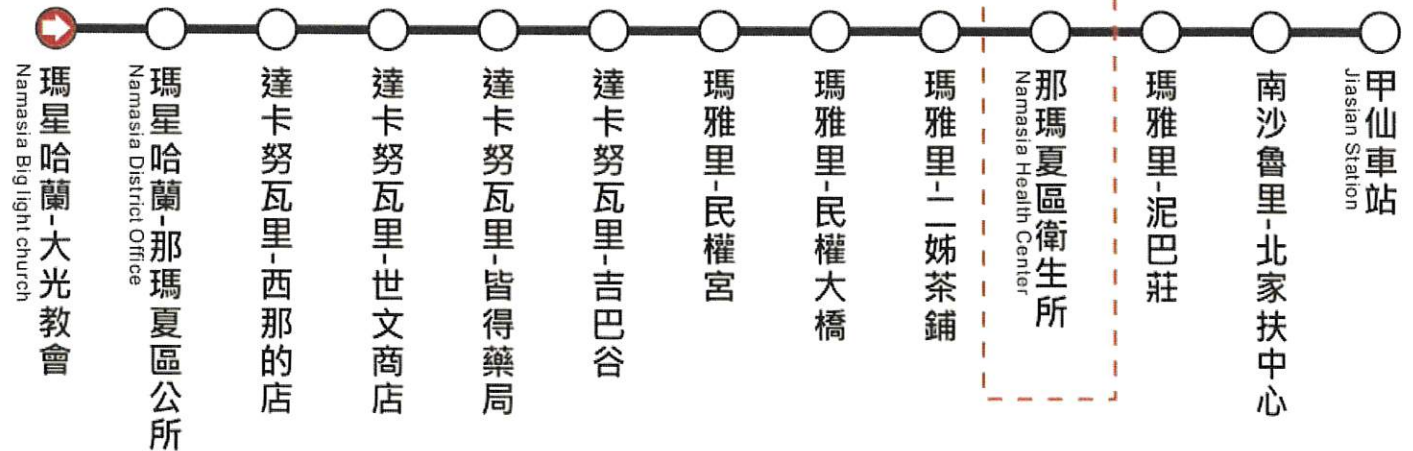 瑪星哈蘭-大光教會
Namasia Big light church
瑪星哈蘭-那瑪夏區公所
Namasia District Office
達卡努瓦里-西那的店
達卡努瓦里-世文商店
達卡努瓦里-皆得藥局
達卡努瓦里-吉巴谷
瑪雅里-民權宮
瑪雅里-民權大橋
瑪雅里-二姊茶鋪
那瑪夏區衛生所
Namasia Health Center
瑪雅里-泥巴莊
南沙魯里-北家扶中心
甲仙車站
Jiasian Station